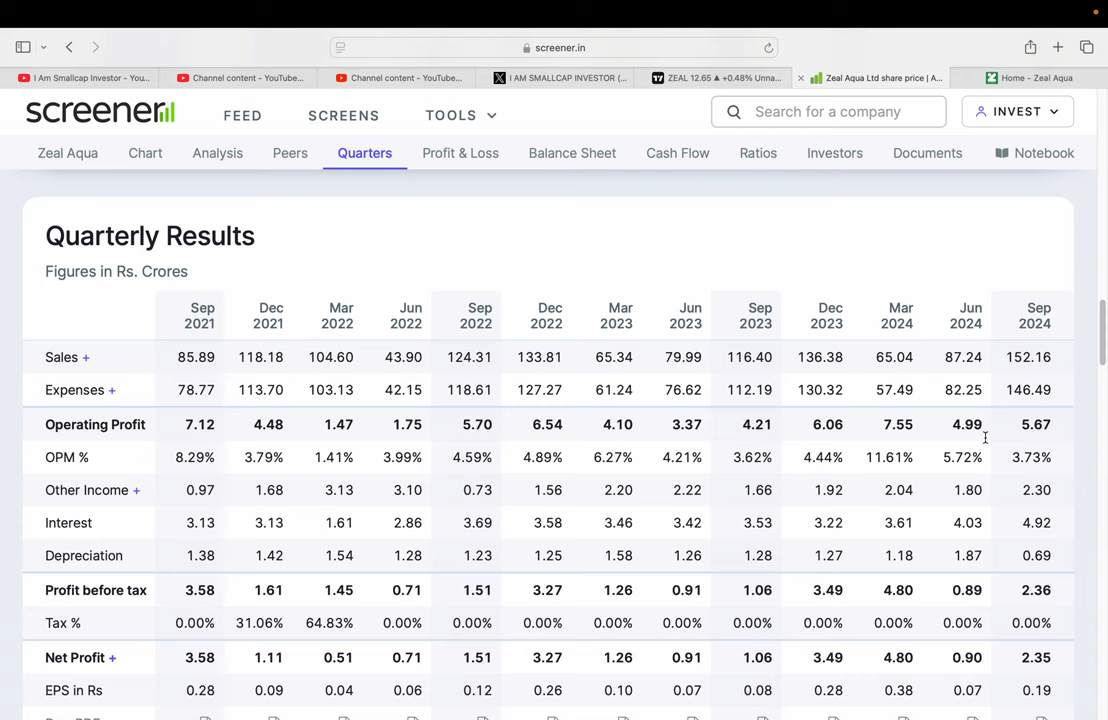 screener.in
I Am Smallcap Investor - You...
Channel content - YouTube...
Channel content - YouTube...
I AM SMALLCAP INVESTOR (...
ZEAL 12.65 ▲ +0.48% Unna...
Zeal Aqua Ltd share price | A...
Home - Zeal Aqua
screener
FEED
SCREENS
TOOLS
Search for a company
INVEST
Zeal Aqua
Chart
Analysis
Peers
Quarters
Profit & Loss
Balance Sheet
Cash Flow
Ratios
Investors
Documents
Notebook
Quarterly Results
Figures in Rs. Crores
Sep 2021 Dec 2021 Mar 2022 Jun 2022 Sep 2022 Dec 2022 Mar 2023 Jun 2023 Sep 2023 Dec 2023 Mar 2024 Jun 2024 Sep 2024
Sales + 85.89 118.18 104.60 43.90 124.31 133.81 65.34 79.99 116.40 136.38 65.04 87.24 152.16
Expenses + 78.77 113.70 103.13 42.15 118.61 127.27 61.24 76.62 112.19 130.32 57.49 82.25 146.49
Operating Profit 7.12 4.48 1.47 1.75 5.70 6.54 4.10 3.37 4.21 6.06 7.55 4.99 5.67
OPM % 8.29% 3.79% 1.41% 3.99% 4.59% 4.89% 6.27% 4.21% 3.62% 4.44% 11.61% 5.72% 3.73%
Other Income + 0.97 1.68 3.13 3.10 0.73 1.56 2.20 2.22 1.66 1.92 2.04 1.80 2.30
Interest 3.13 3.13 1.61 2.86 3.69 3.58 3.46 3.42 3.53 3.22 3.61 4.03 4.92
Depreciation 1.38 1.42 1.54 1.28 1.23 1.25 1.58 1.26 1.28 1.27 1.18 1.87 0.69
Profit before tax 3.58 1.61 1.45 0.71 1.51 3.27 1.26 0.91 1.06 3.49 4.80 0.89 2.36
Tax % 0.00% 31.06% 64.83% 0.00% 0.00% 0.00% 0.00% 0.00% 0.00% 0.00% 0.00% 0.00% 0.00%
Net Profit + 3.58 1.11 0.51 0.71 1.51 3.27 1.26 0.91 1.06 3.49 4.80 0.90 2.35
EPS in Rs 0.28 0.09 0.04 0.06 0.12 0.26 0.10 0.07 0.08 0.28 0.38 0.07 0.19